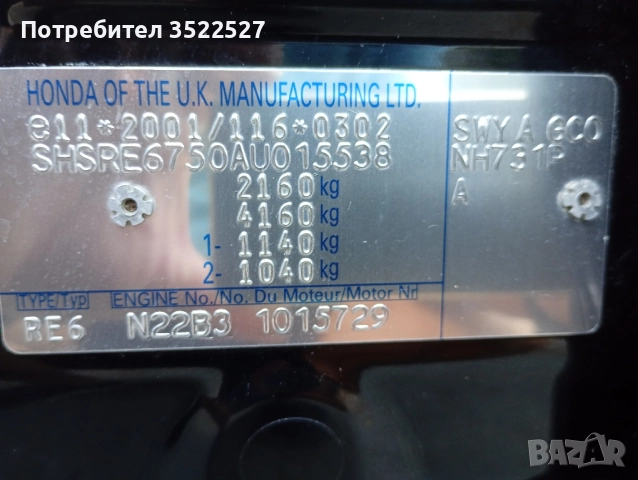 Потребител 3522527
HONDA OF THE U.K. MANUFACTURING LTD.
e11*2001/116*0302
SHSRE6750AU015538
2160 kg
4160 kg
1- 1140 kg
2- 1040 kg
TYPE/Typ ENGINE No./No. Du Moteur/Motor Nr
RE6 N22B3 1015729
SWYA GCO
NH731P
A
BAZAR